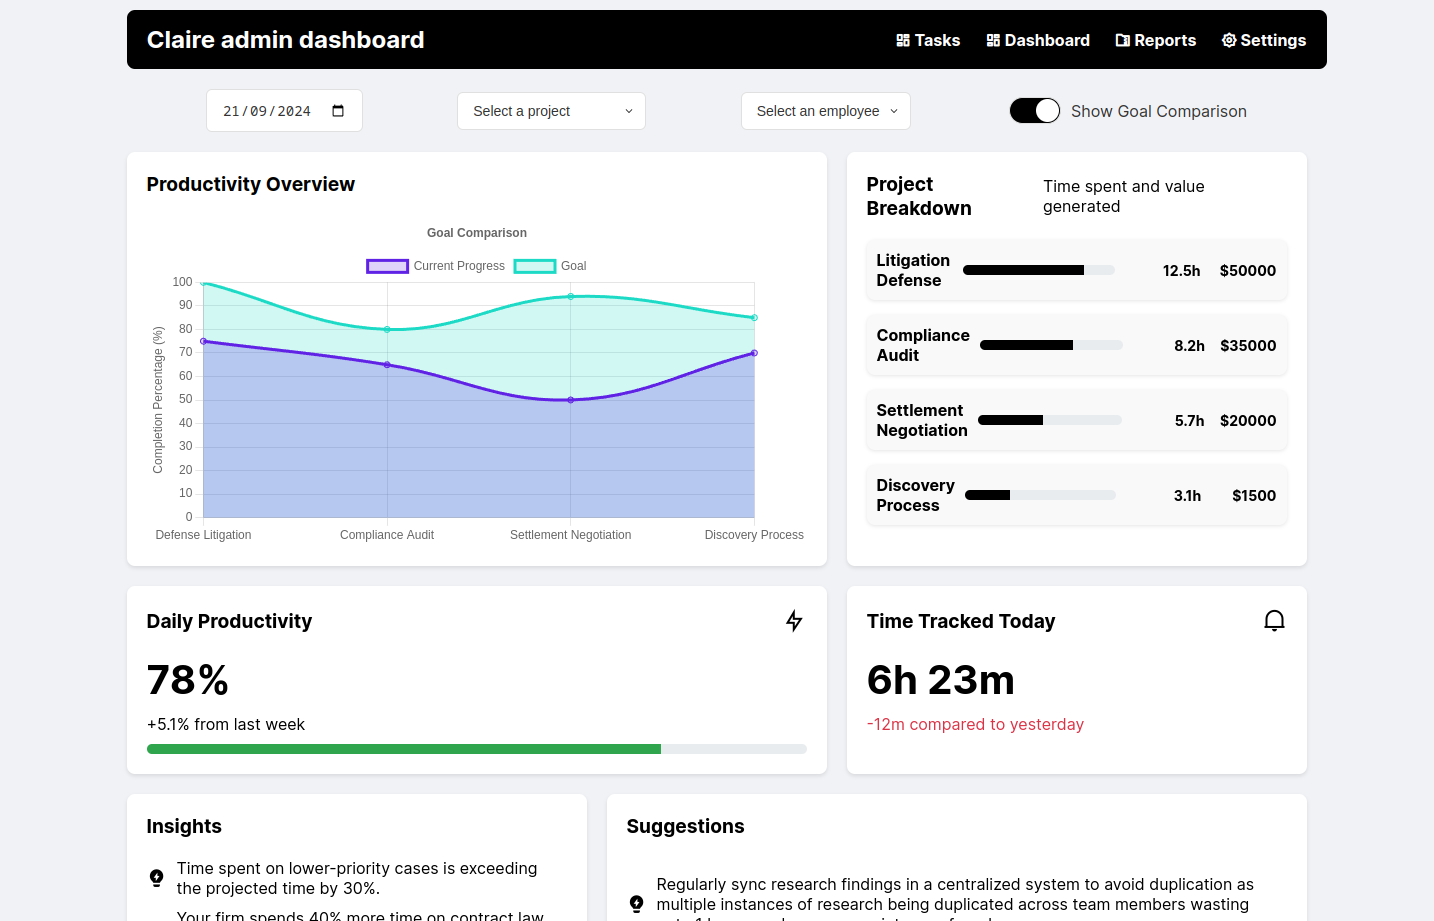 Claire admin dashboard
Tasks
Dashboard
Reports
Settings
21/09/2024
Select a project
Select an employee
Show Goal Comparison
Productivity Overview
Goal Comparison
Current Progress
Goal
100
90
80
70
60
50
40
30
20
10
0
Completion Percentage (%)
Defense Litigation
Compliance Audit
Settlement Negotiation
Discovery Process
Project
Breakdown
Time spent and value
generated
Litigation
Defense
12.5h
$50000
Compliance
Audit
8.2h
$35000
Settlement
Negotiation
5.7h
$20000
Discovery
Process
3.1h
$1500
Daily Productivity
78%
+5.1% from last week
Time Tracked Today
6h 23m
-12m compared to yesterday
Insights
Time spent on lower-priority cases is exceeding
the projected time by 30%.
Your firm spends 40% more time on contract law
Suggestions
Regularly sync research findings in a centralized system to avoid duplication as
multiple instances of research being duplicated across team members wasting